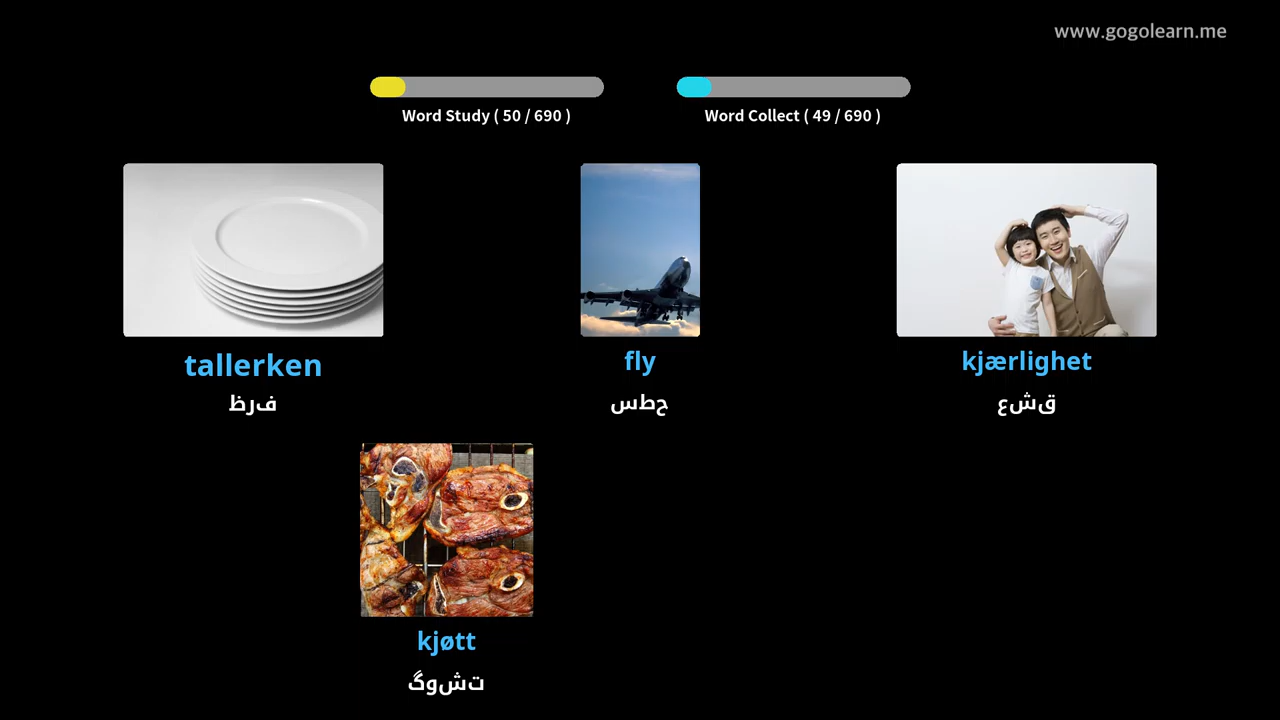 www.gogolearn.me
Word Study ( 50 / 690 )
Word Collect ( 49 / 690 )
tallerken
فرظ
fly
حطس
kjærlighet
قشع
kjøtt
تشوگ